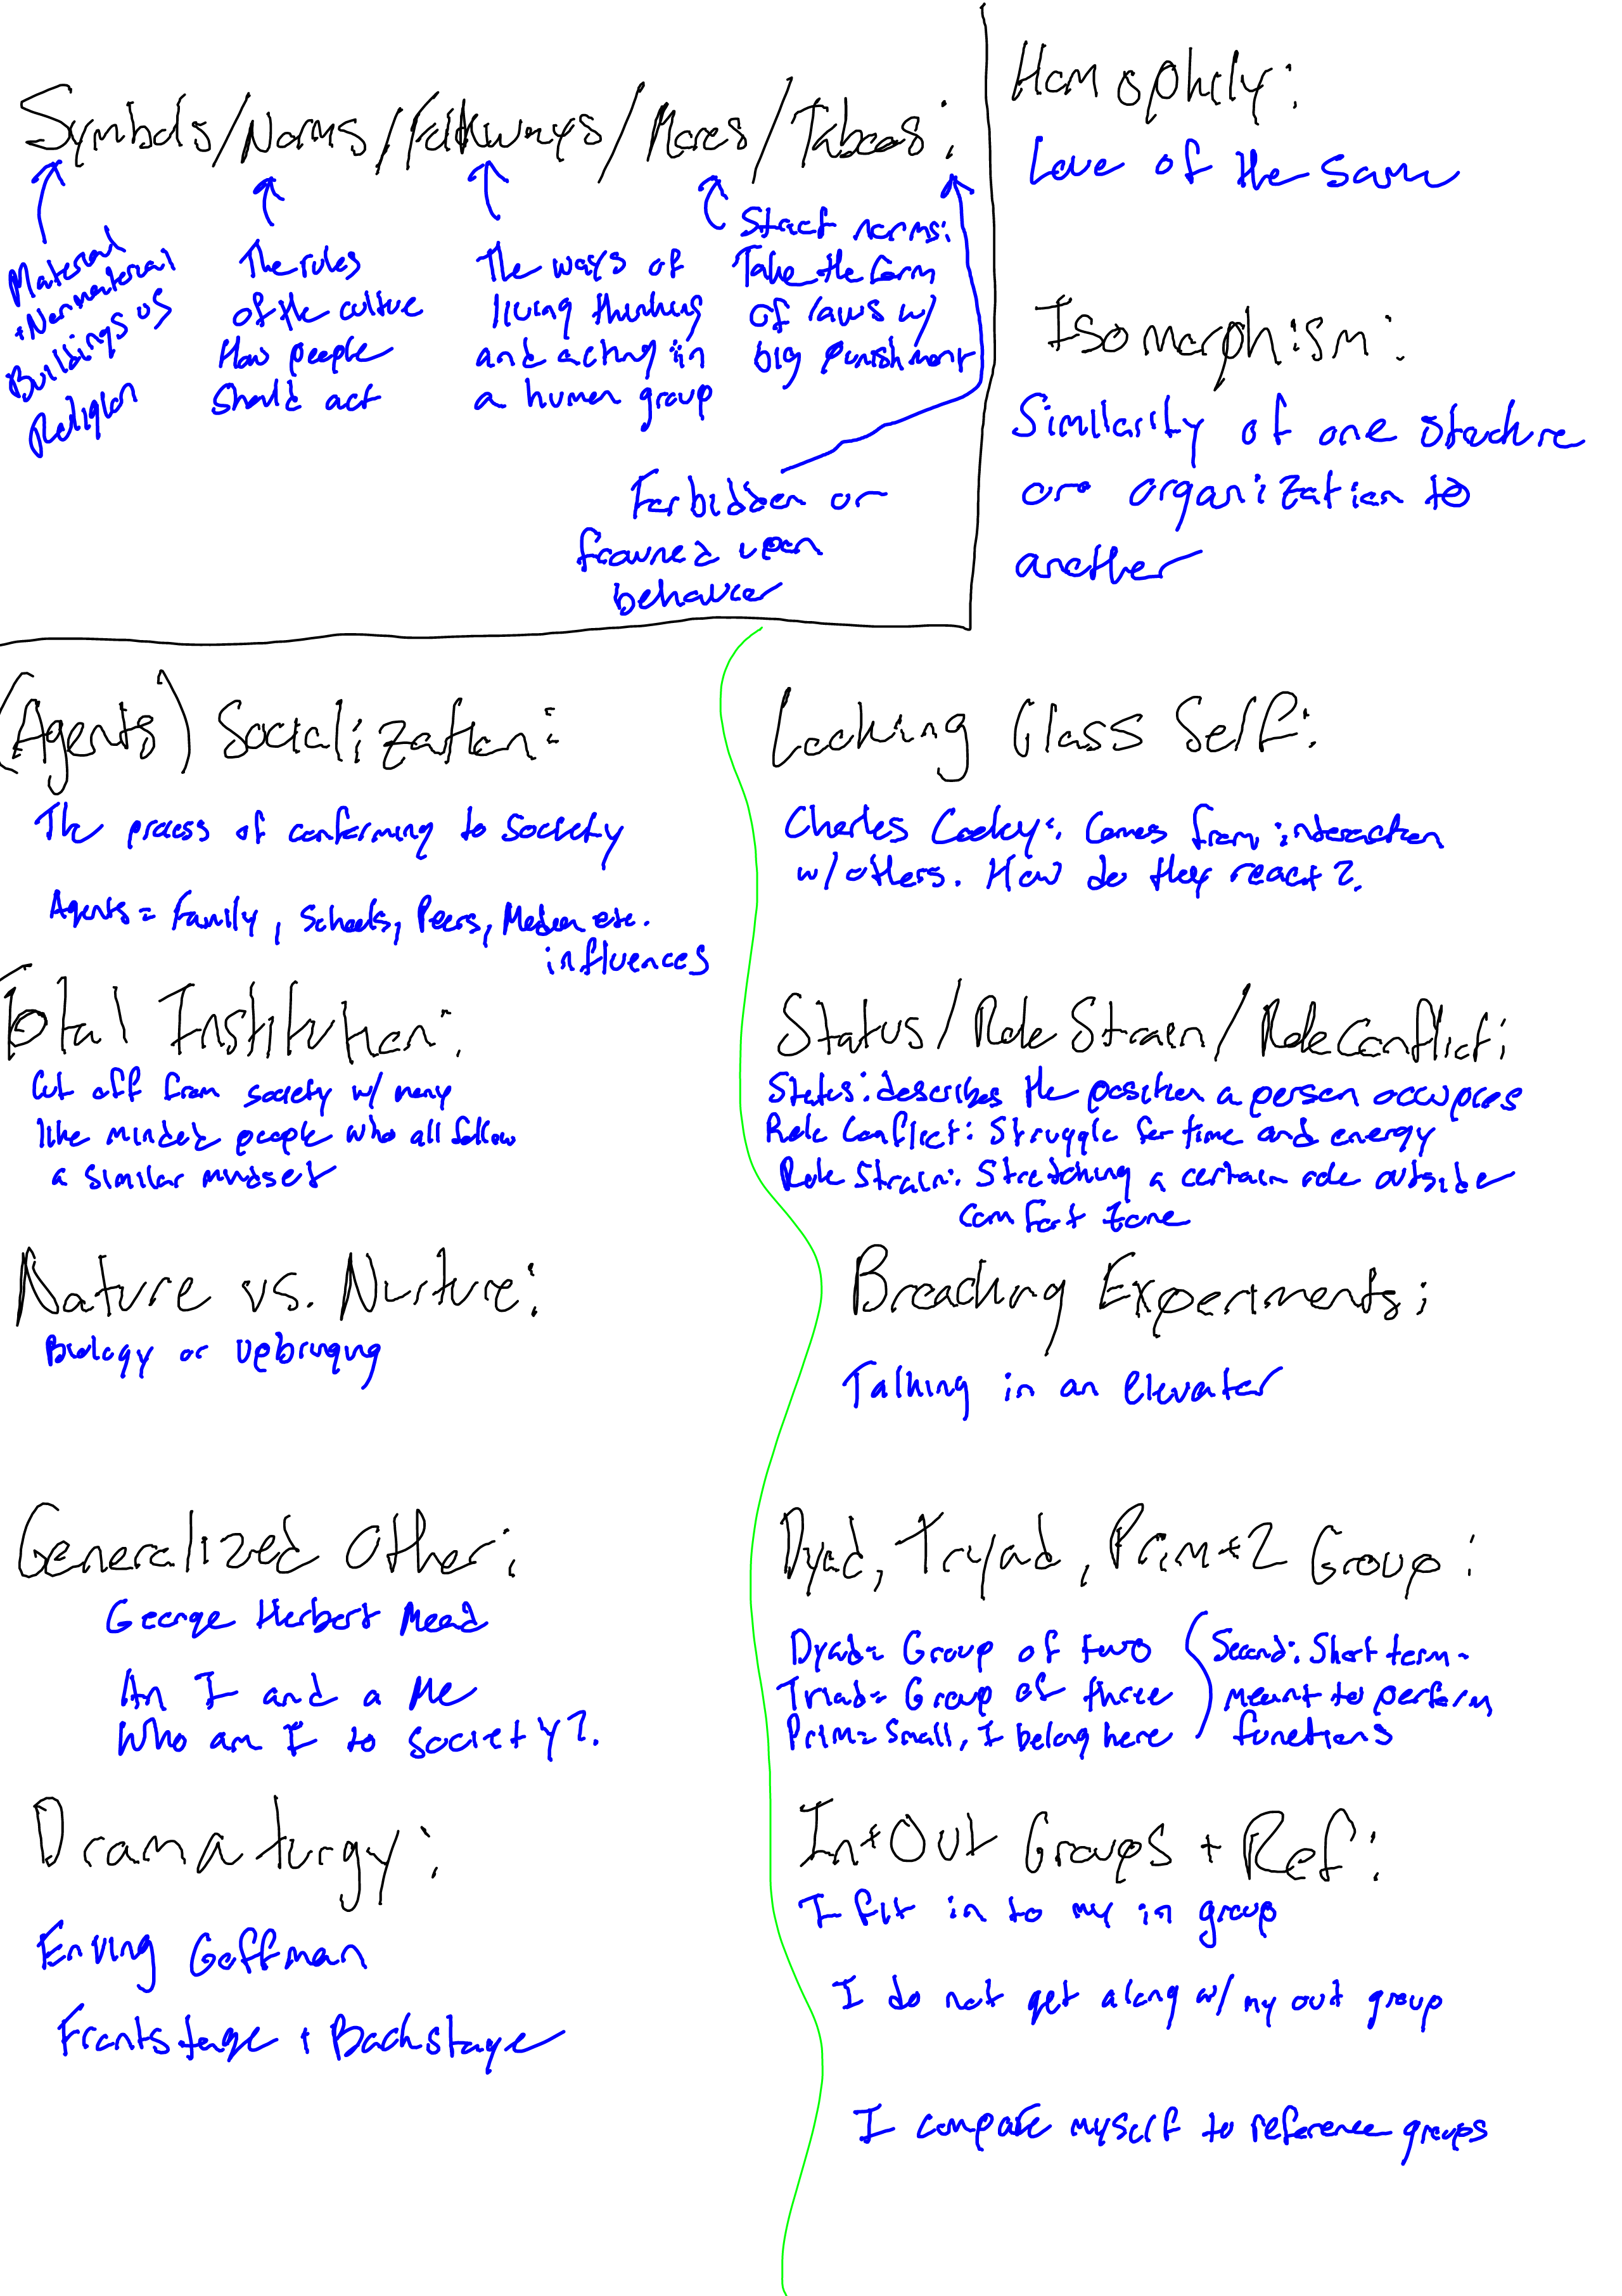 Symbols/Norms/Folkways/Mores/Taboos:
Material
+Nonmaterial
Buildings vs
Religion
The rules
of the culture
How people
should act
The ways of
living thinking
and acting in
a human group
Strict norms:
Take the form
of laws w/
big punishment
Forbidden or
frowned upon
behavior
Homophily:
Love of the same
Isomorphism:
Similarity of one structure
or organization to
another
(Agents) Socialization:
The process of conforming to society
Agents = Family, Schools, Peers, Media etc.
influences
Total Institution:
Cut off from society w/ many
like minded people who all follow
a similar mindset
Nature vs. Nurture:
Biology or Upbringing
Generalized Other:
George Herbert Mead
An I and a Me
Who am I to society?
Dramaturgy:
Erving Goffman
Frontstage + Backstage
Looking Glass Self:
Charles Cooley: Comes from interaction
w/ others. How do they react?
Status/Role Strain/Role Conflict:
Status: describes the position a person occupies
Role Conflict: Struggle for time and energy
Role Strain: Stretching a certain role outside
comfort zone
Breaching Experiments:
Talking in an elevator
Dyad, Tryad, Prim+2 Group:
Dyad= Group of two
Triad= Group of three
Prim= Small, I belong here
Second: Short term -
meant to perform
functions
In+Out Groups + Ref:
I fit in to my in group
I do not get along w/ my out group
I compare myself to reference groups